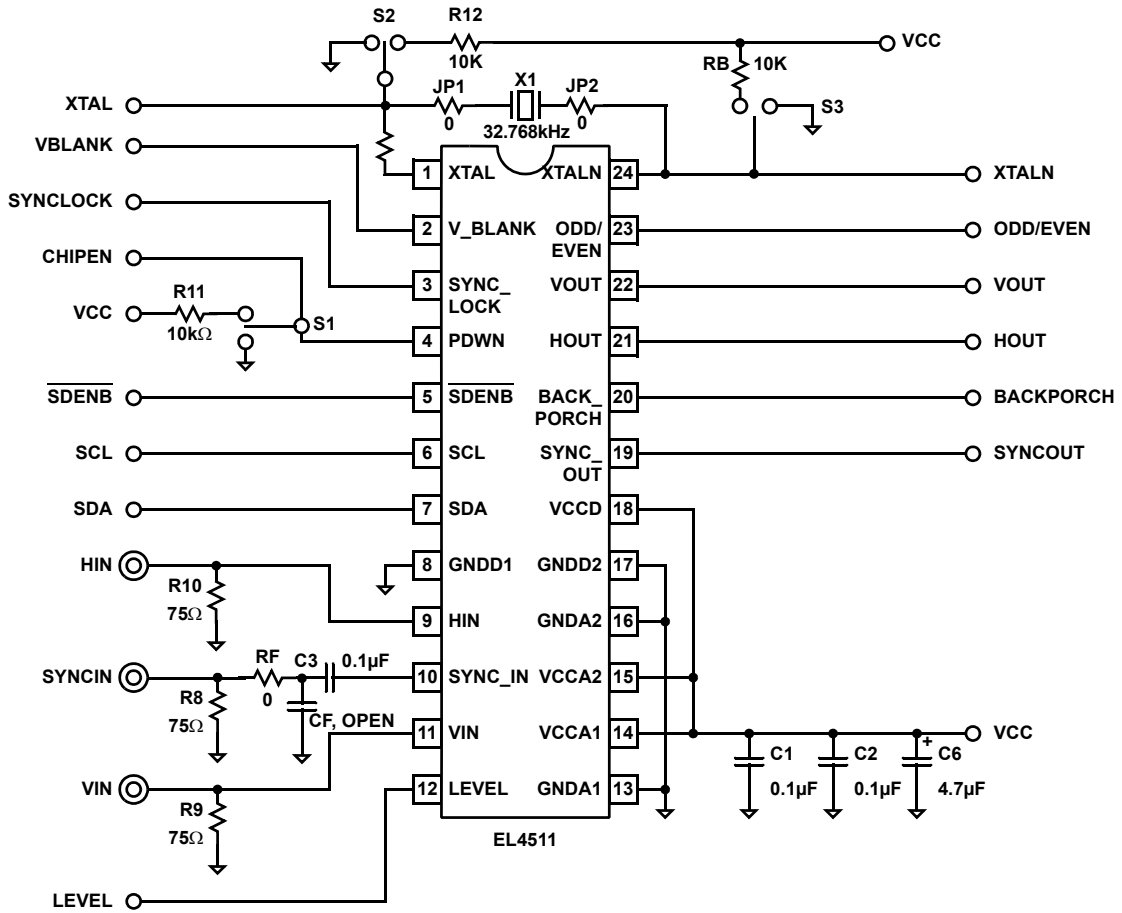 S2
R12
10K
VCC
RB
10K
S3
XTAL
JP1
0
X1
32.768kHz
JP2
0
VBLANK
SYNCLOCK
CHIPEN
VCC
R11
10kΩ
S1
SDENB
SCL
SDA
HIN
R10
75Ω
SYNCIN
R8
75Ω
RF
0
C3
0.1µF
CF, OPEN
VIN
R9
75Ω
LEVEL
1 XTAL
2 V_BLANK
3 SYNC_
LOCK
4 PDWN
5 SDENB
6 SCL
7 SDA
8 GNDD1
9 HIN
10 SYNC_IN
11 VIN
12 LEVEL
XTALN 24
ODD/ 23
EVEN
VOUT 22
HOUT 21
BACK_ 20
PORCH
SYNC_ 19
OUT
VCCD 18
GNDD2 17
GNDA2 16
VCCA2 15
VCCA1 14
GNDA1 13
EL4511
XTALN
ODD/EVEN
VOUT
HOUT
BACKPORCH
SYNCOUT
VCC
C1
0.1µF
C2
0.1µF
+
C6
4.7µF